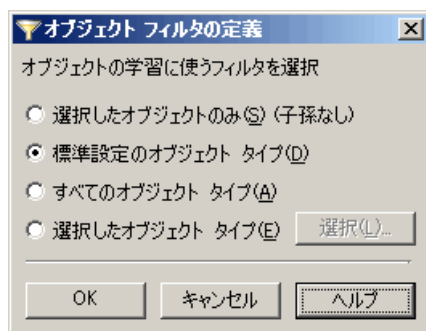 オブジェクト フィルタの定義
オブジェクトの学習に使うフィルタを選択
選択したオブジェクトのみ(S) (子孫なし)
標準設定のオブジェクト タイプ(D)
すべてのオブジェクト タイプ(A)
選択したオブジェクト タイプ(E) 選択(L)...
OK キャンセル ヘルプ